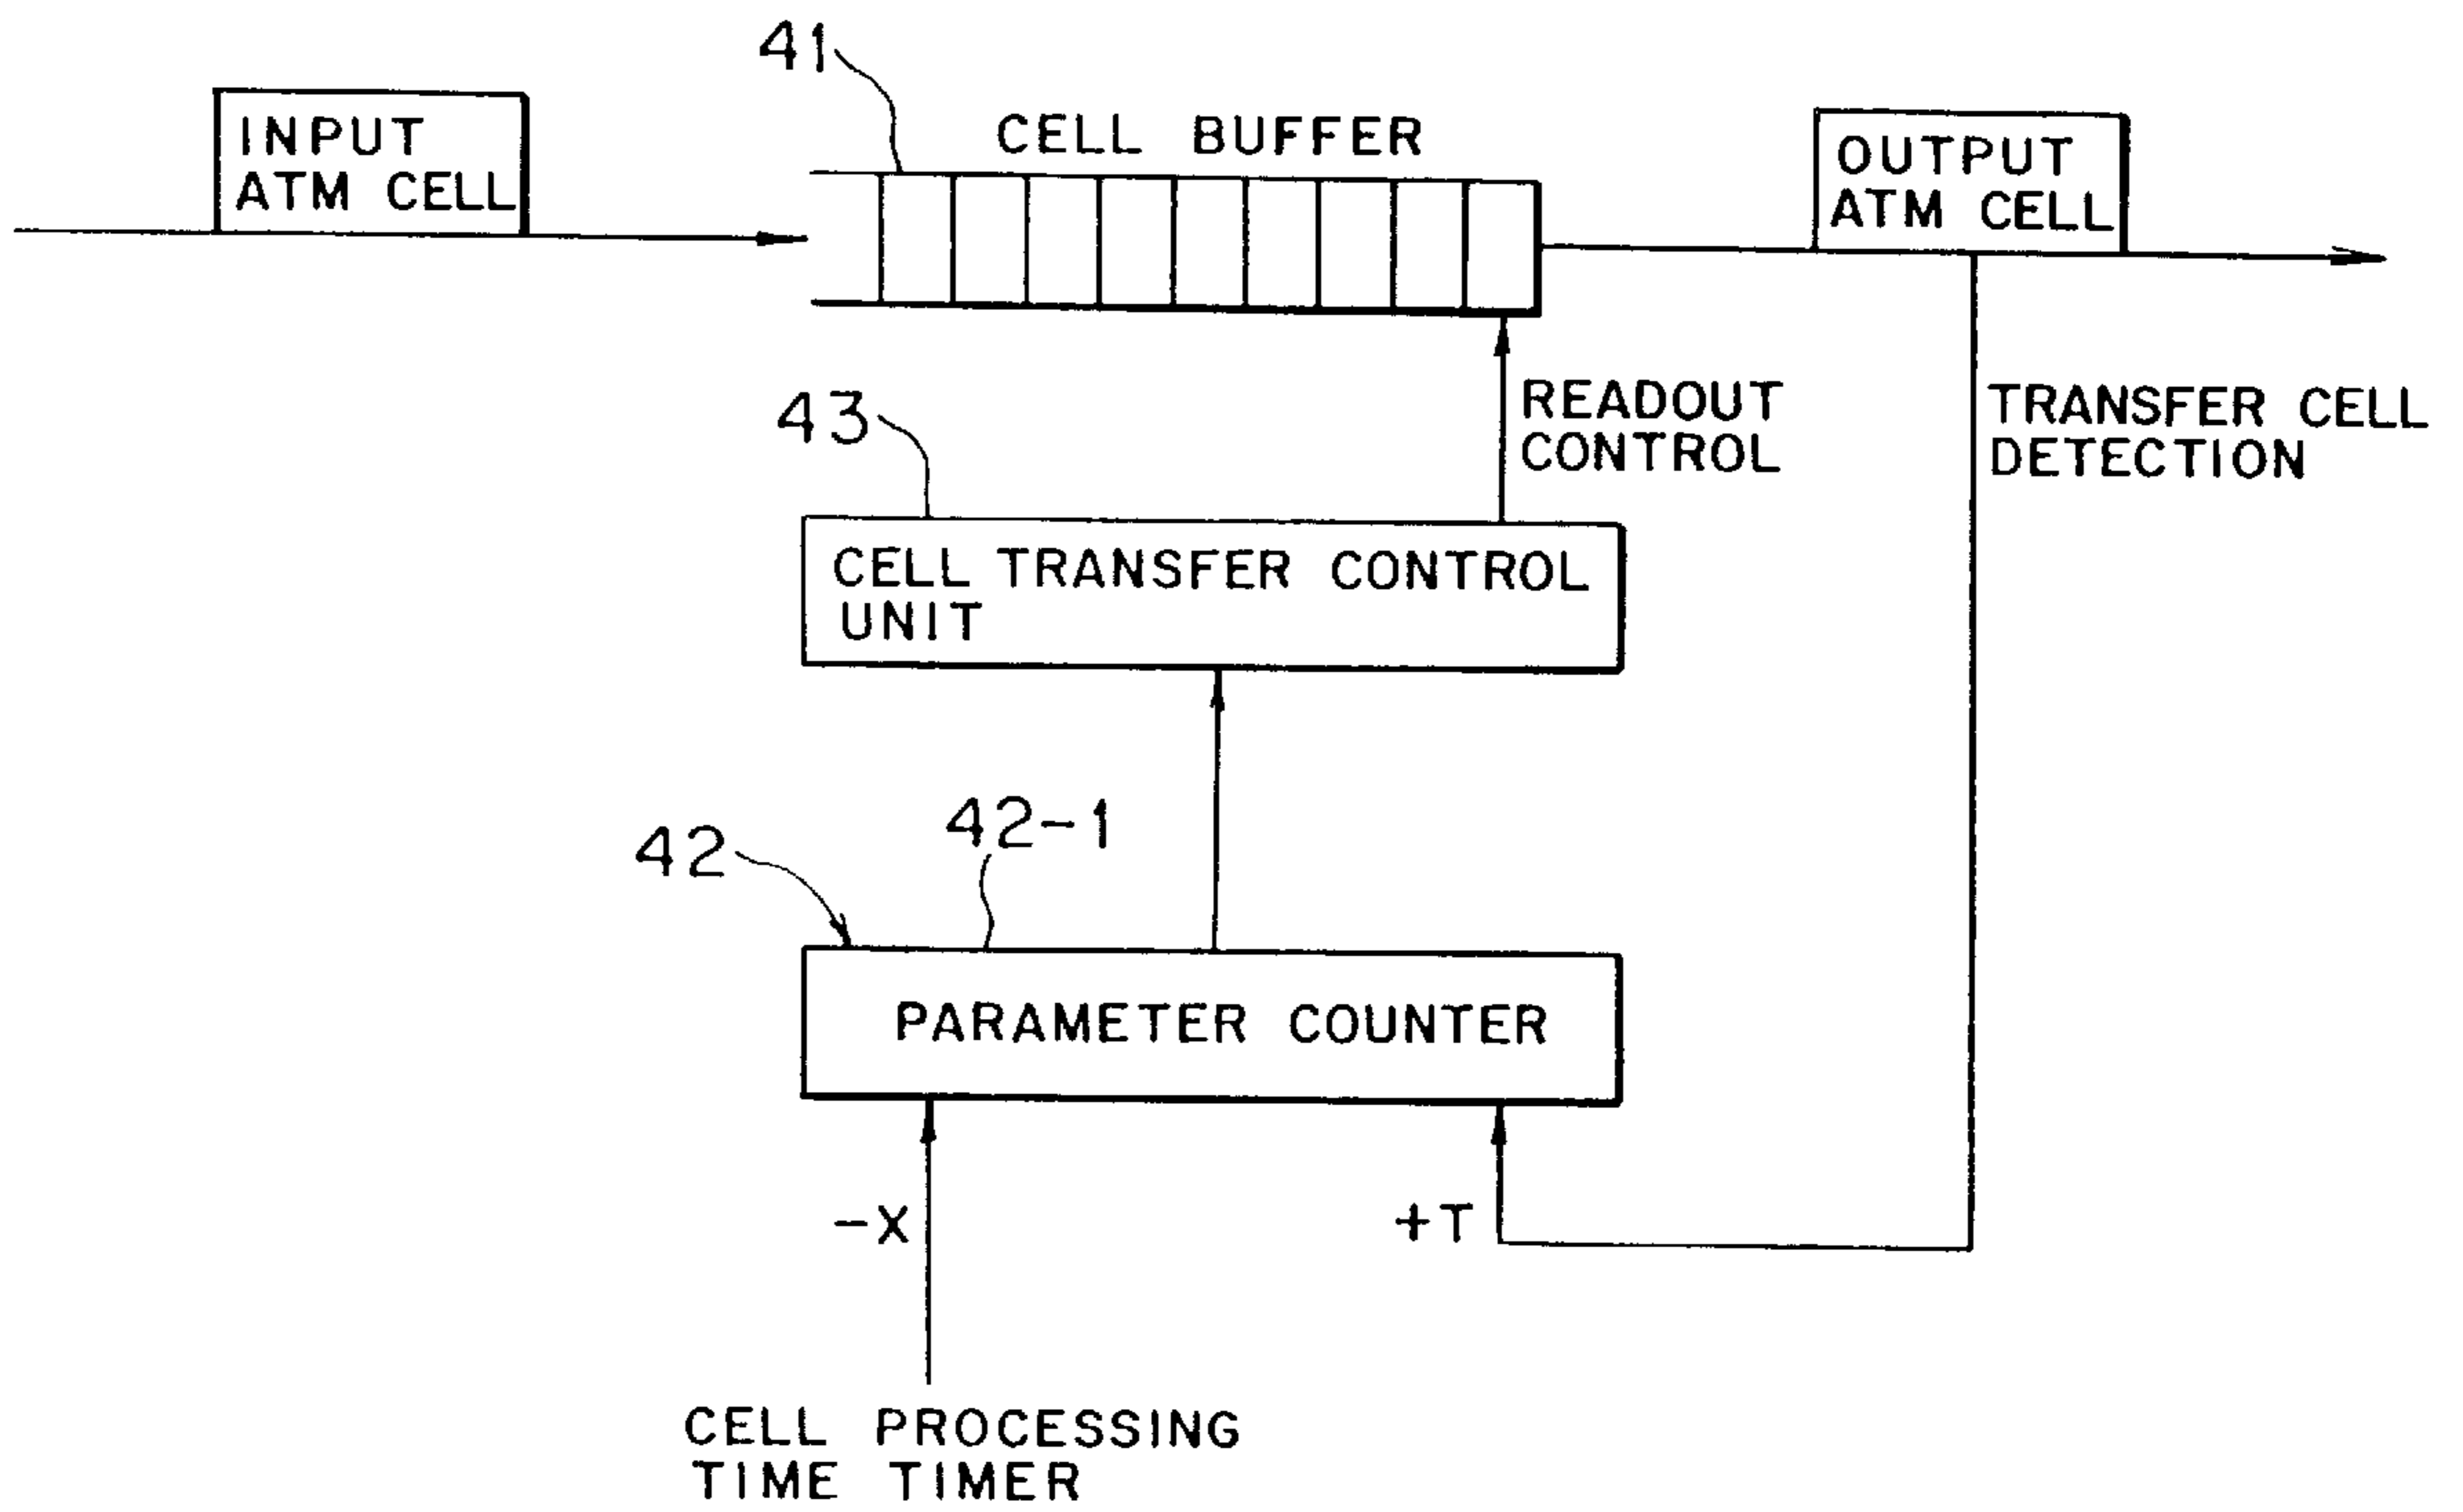 41
INPUT
ATM CELL
CELL BUFFER
OUTPUT
ATM CELL
43
READOUT
CONTROL
TRANSFER CELL
DETECTION
CELL TRANSFER CONTROL
UNIT
42
42-1
PARAMETER COUNTER
-X
+T
CELL PROCESSING
TIME TIMER